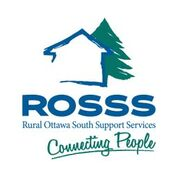 ROSSS
Rural Ottawa South Support Services
Connecting People